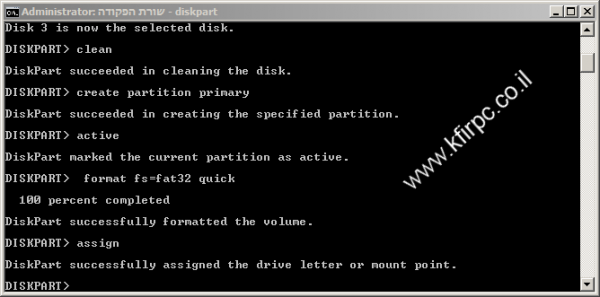 Administrator: שורת הפקודה - diskpart
Disk 3 is now the selected disk.
DISKPART> clean
DiskPart succeeded in cleaning the disk.
DISKPART> create partition primary
DiskPart succeeded in creating the specified partition.
DISKPART> active
DiskPart marked the current partition as active.
DISKPART>  format fs=fat32 quick
  100 percent completed
DiskPart successfully formatted the volume.
DISKPART> assign
DiskPart successfully assigned the drive letter or mount point.
DISKPART>
www.kfirpc.co.il